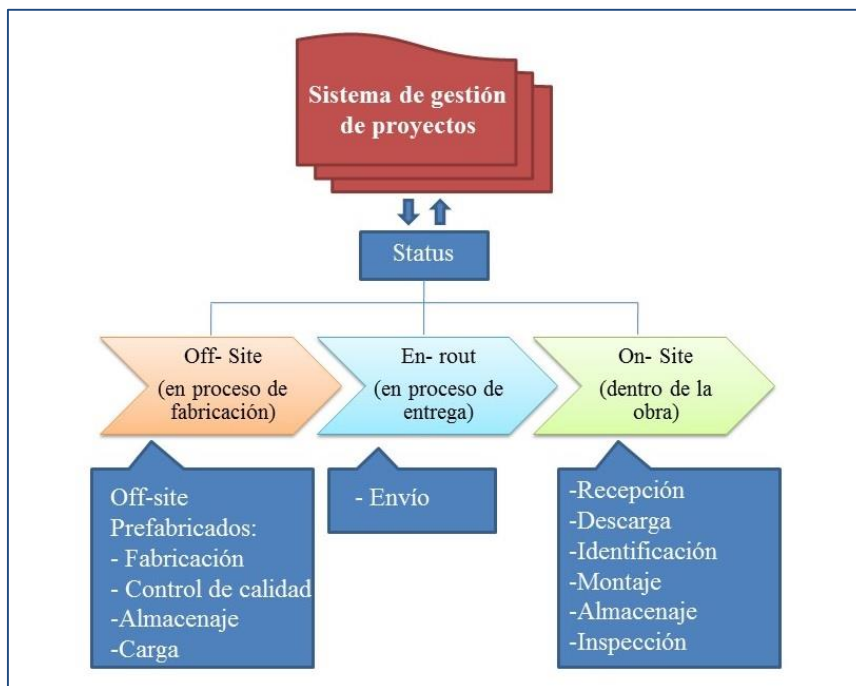 Sistema de gestión
de proyectos
Status
Off- Site
(en proceso de
fabricación)
En- rout
(en proceso de
entrega)
On- Site
(dentro de la
obra)
Off-site
Prefabricados:
- Fabricación
- Control de calidad
-Almacenaje
-Carga
- Envío
-Recepción
-Descarga
-Identificación
-Montaje
-Almacenaje
-Inspección